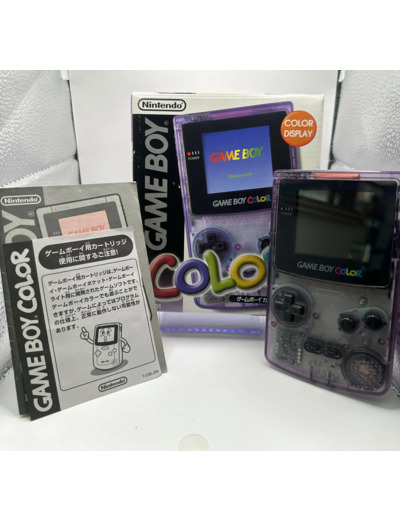 Nintendo
GAME BOY
COLOR
DISPLAY
POWER
GAME BOY
Nintendo
GAME BOY COLOR
COLOR
Nintendo
GAME BOY COLOR
ゲームボーイ用カートリッジ
使用に関するご注意!
ゲームボーイ用カートリッジは、ゲームボー
イ・ゲームボーイポケット・ゲームボーイ
ライト用に開発されたゲームソフトです。
ゲームボーイカラーでも遊ぶことがで
きますが、ゲームによってはプログラム
の仕様上、正常に動作しない可能性が
あります。
Nintendo
GAME BOY COLOR